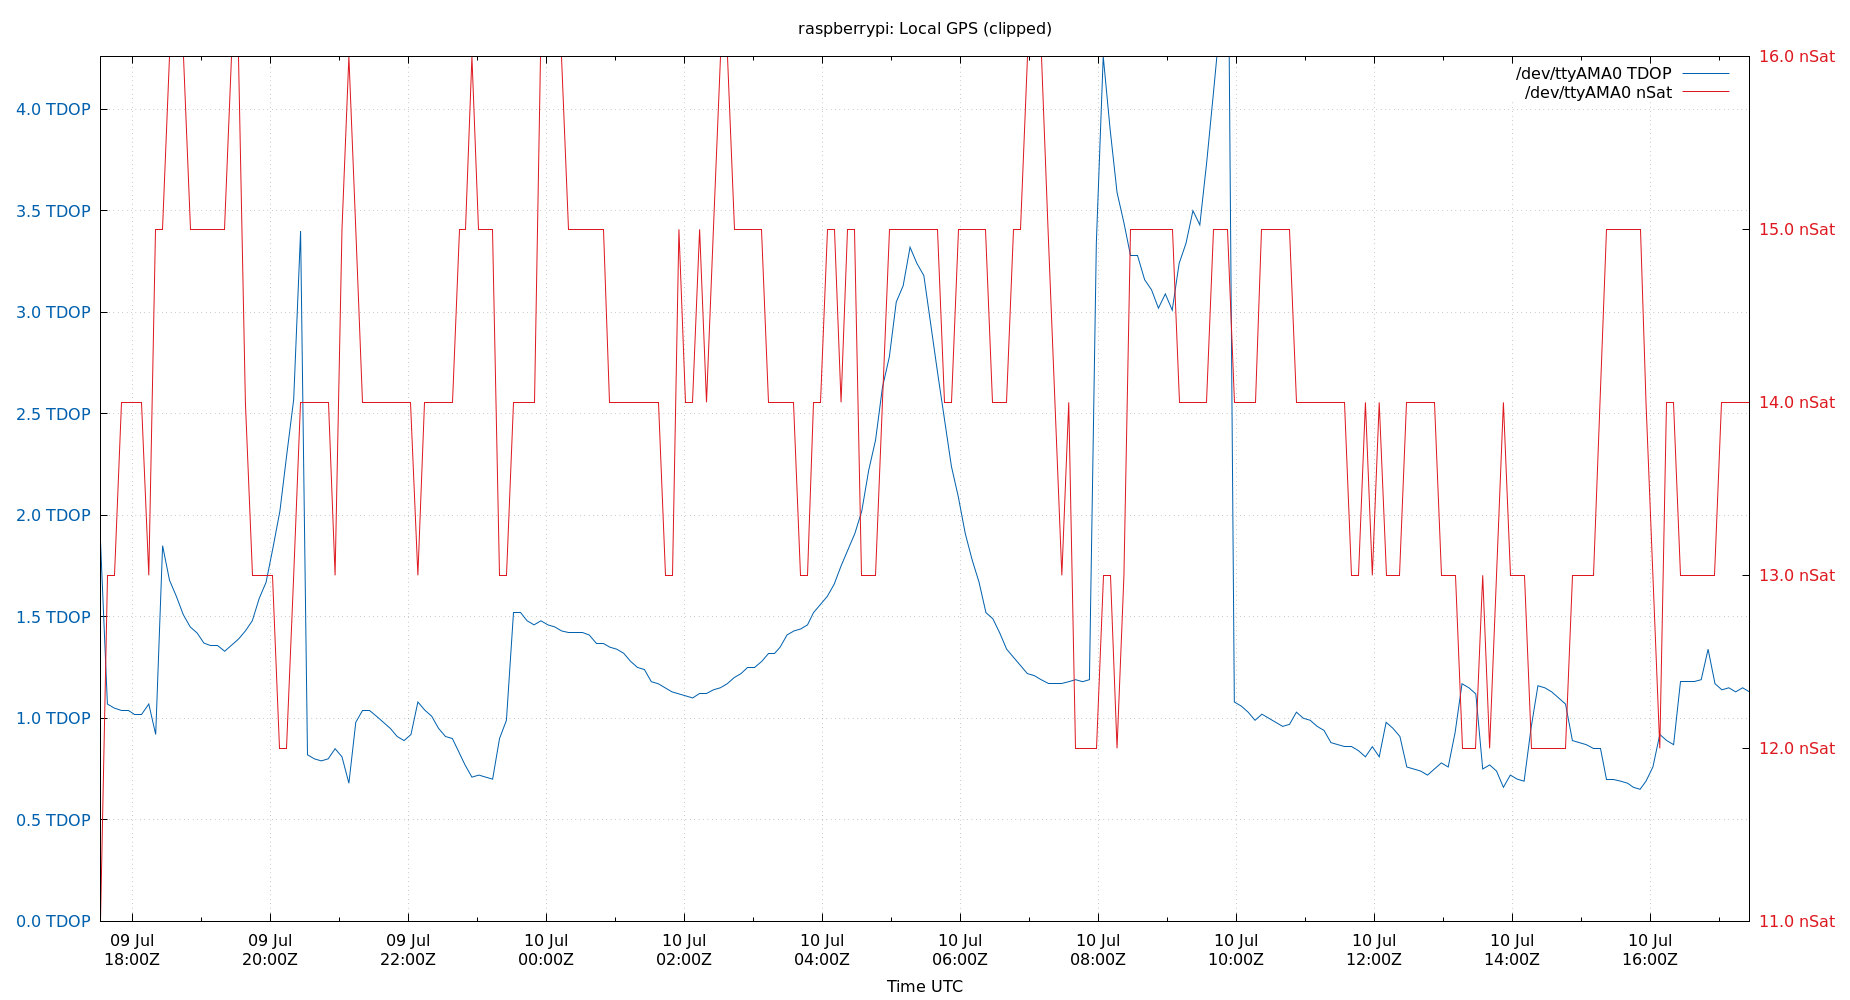 raspberrypi: Local GPS (clipped)
16.0 nSat
/dev/ttyAMA0 TDOP
/dev/ttyAMA0 nSat
4.0 TDOP
3.5 TDOP
15.0 nSat
3.0 TDOP
14.0 nSat
2.5 TDOP
2.0 TDOP
13.0 nSat
1.5 TDOP
1.0 TDOP
12.0 nSat
0.5 TDOP
0.0 TDOP
11.0 nSat
09 Jul 09 Jul 09 Jul 10 Jul 10 Jul 10 Jul 10 Jul 10 Jul 10 Jul 10 Jul 10 Jul 10 Jul
18:00Z 20:00Z 22:00Z 00:00Z 02:00Z 04:00Z 06:00Z 08:00Z 10:00Z 12:00Z 14:00Z 16:00Z
Time UTC